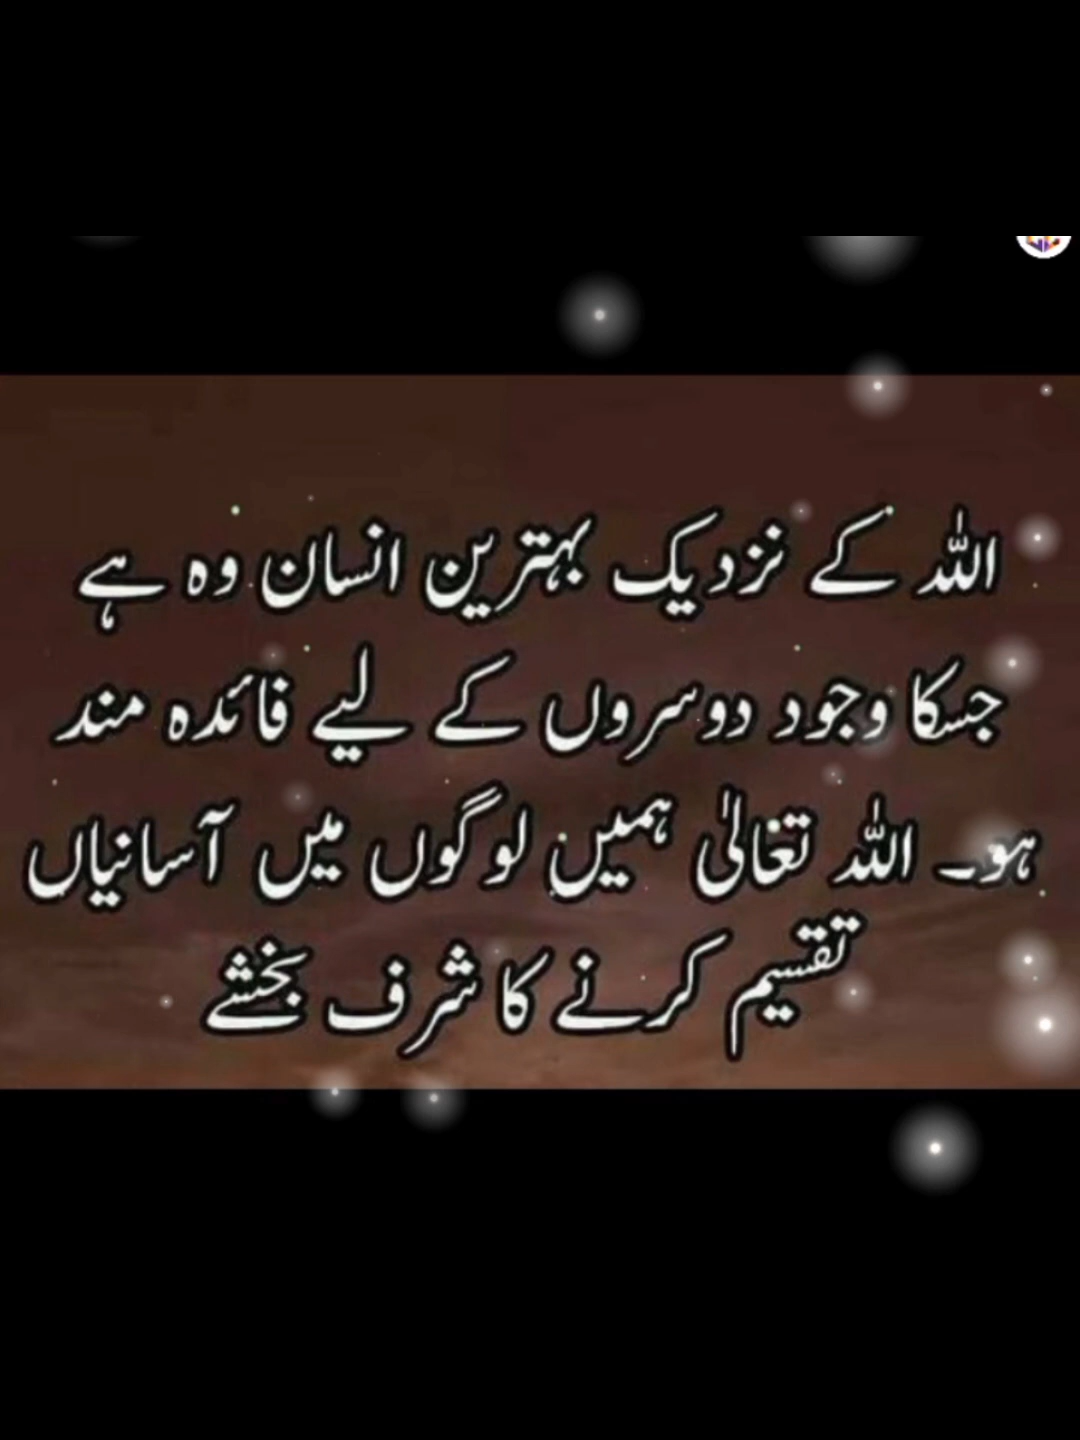 اللہ کے نزدیک بہترین انسان وہ ہے
جسکا وجود دوسروں کے لیے فائدہ مند
ہو۔ اللہ تعالیٰ ہمیں لوگوں میں آسانیاں
تقسیم کرنے کا شرف بخشے